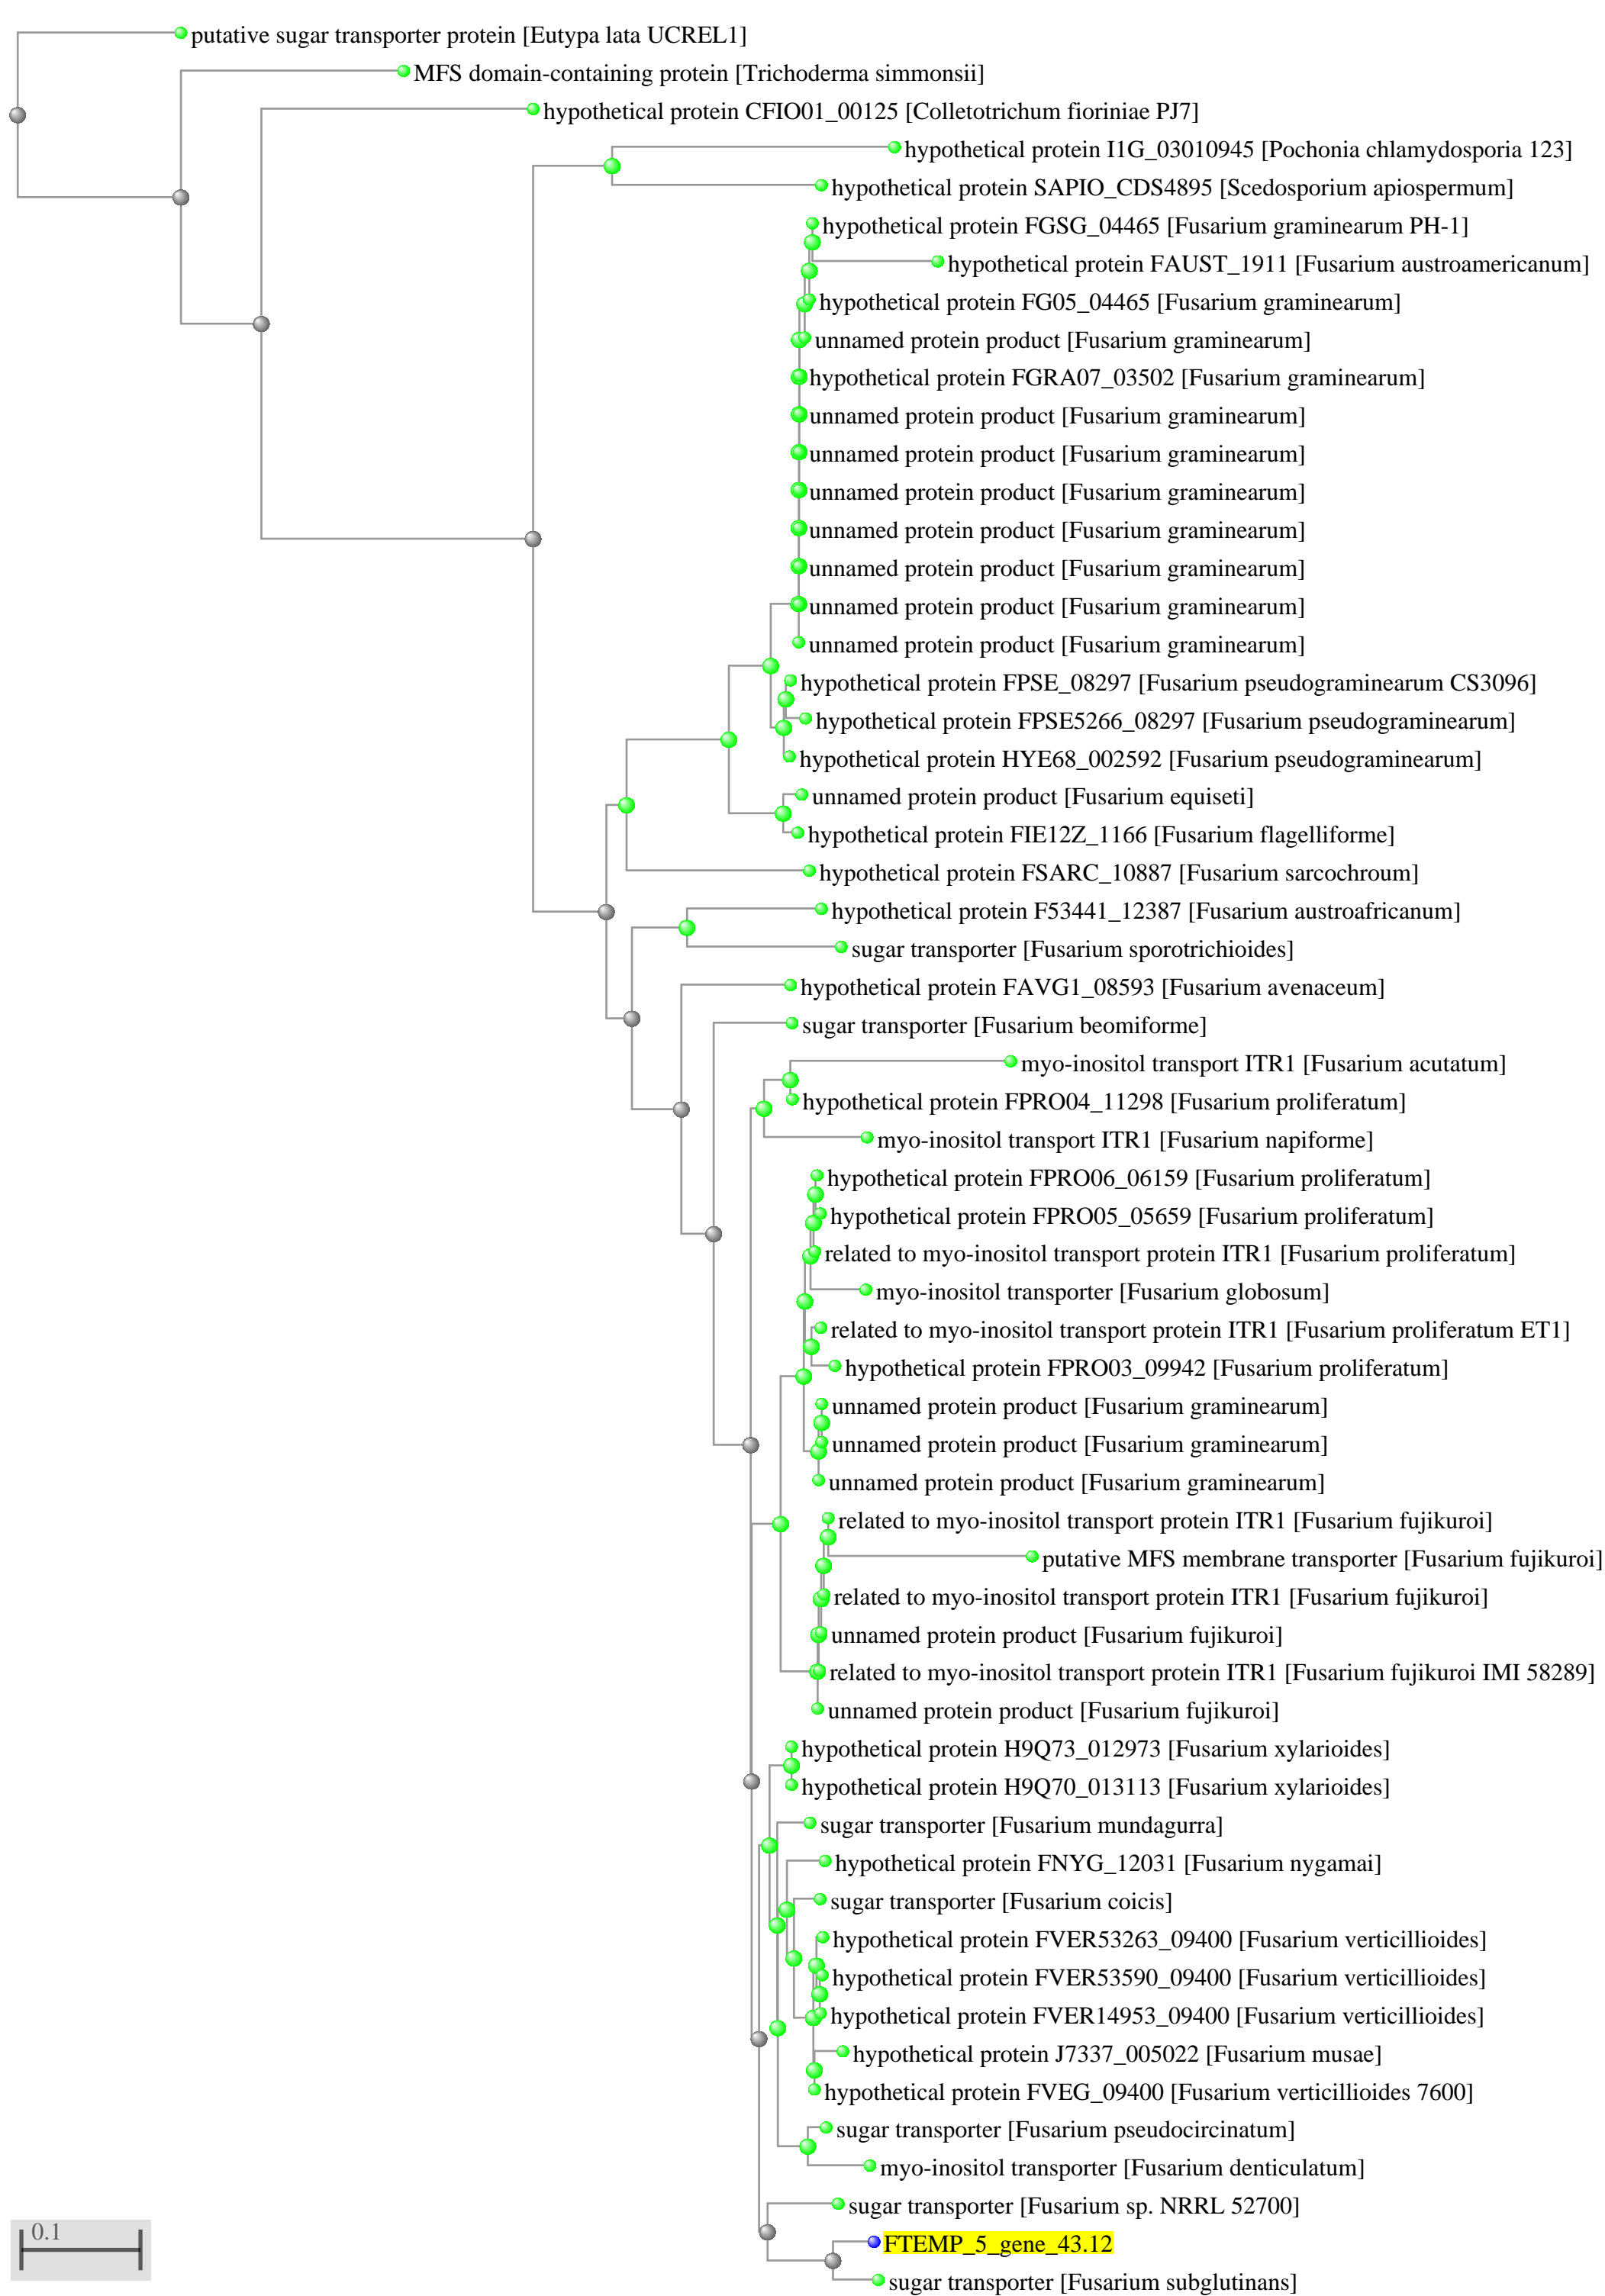 putative sugar transporter protein [Eutypa lata UCREL1]
MFS domain-containing protein [Trichoderma simmonsii]
hypothetical protein CFIO01_00125 [Colletotrichum fioriniae PJ7]
hypothetical protein I1G_03010945 [Pochonia chlamydosporia 123]
hypothetical protein SAPIO_CDS4895 [Scedosporium apiospermum]
hypothetical protein FGSG_04465 [Fusarium graminearum PH-1]
hypothetical protein FAUST_1911 [Fusarium austroamericanum]
hypothetical protein FG05_04465 [Fusarium graminearum]
unnamed protein product [Fusarium graminearum]
hypothetical protein FGRA07_03502 [Fusarium graminearum]
unnamed protein product [Fusarium graminearum]
unnamed protein product [Fusarium graminearum]
unnamed protein product [Fusarium graminearum]
unnamed protein product [Fusarium graminearum]
unnamed protein product [Fusarium graminearum]
unnamed protein product [Fusarium graminearum]
unnamed protein product [Fusarium graminearum]
hypothetical protein FPSE_08297 [Fusarium pseudograminearum CS3096]
hypothetical protein FPSE5266_08297 [Fusarium pseudograminearum]
hypothetical protein HYE68_002592 [Fusarium pseudograminearum]
unnamed protein product [Fusarium equiseti]
hypothetical protein FIE12Z_1166 [Fusarium flagelliforme]
hypothetical protein FSARC_10887 [Fusarium sarcochroum]
hypothetical protein F53441_12387 [Fusarium austroafricanum]
sugar transporter [Fusarium sporotrichioides]
hypothetical protein FAVG1_08593 [Fusarium avenaceum]
sugar transporter [Fusarium beomiforme]
myo-inositol transport ITR1 [Fusarium acutatum]
hypothetical protein FPRO04_11298 [Fusarium proliferatum]
myo-inositol transport ITR1 [Fusarium napiforme]
hypothetical protein FPRO06_06159 [Fusarium proliferatum]
hypothetical protein FPRO05_05659 [Fusarium proliferatum]
related to myo-inositol transport protein ITR1 [Fusarium proliferatum]
myo-inositol transporter [Fusarium globosum]
related to myo-inositol transport protein ITR1 [Fusarium proliferatum ET1]
hypothetical protein FPRO03_09942 [Fusarium proliferatum]
unnamed protein product [Fusarium graminearum]
unnamed protein product [Fusarium graminearum]
unnamed protein product [Fusarium graminearum]
related to myo-inositol transport protein ITR1 [Fusarium fujikuroi]
putative MFS membrane transporter [Fusarium fujikuroi]
related to myo-inositol transport protein ITR1 [Fusarium fujikuroi]
unnamed protein product [Fusarium fujikuroi]
related to myo-inositol transport protein ITR1 [Fusarium fujikuroi IMI 58289]
unnamed protein product [Fusarium fujikuroi]
hypothetical protein H9Q73_012973 [Fusarium xylarioides]
hypothetical protein H9Q70_013113 [Fusarium xylarioides]
sugar transporter [Fusarium mundagurra]
hypothetical protein FNYG_12031 [Fusarium nygamai]
sugar transporter [Fusarium coicis]
hypothetical protein FVER53263_09400 [Fusarium verticillioides]
hypothetical protein FVER53590_09400 [Fusarium verticillioides]
hypothetical protein FVER14953_09400 [Fusarium verticillioides]
hypothetical protein J7337_005022 [Fusarium musae]
hypothetical protein FVEG_09400 [Fusarium verticillioides 7600]
sugar transporter [Fusarium pseudocircinatum]
myo-inositol transporter [Fusarium denticulatum]
sugar transporter [Fusarium sp. NRRL 52700]
0.1
FTEMP_5_gene_43.12
sugar transporter [Fusarium subglutinans]